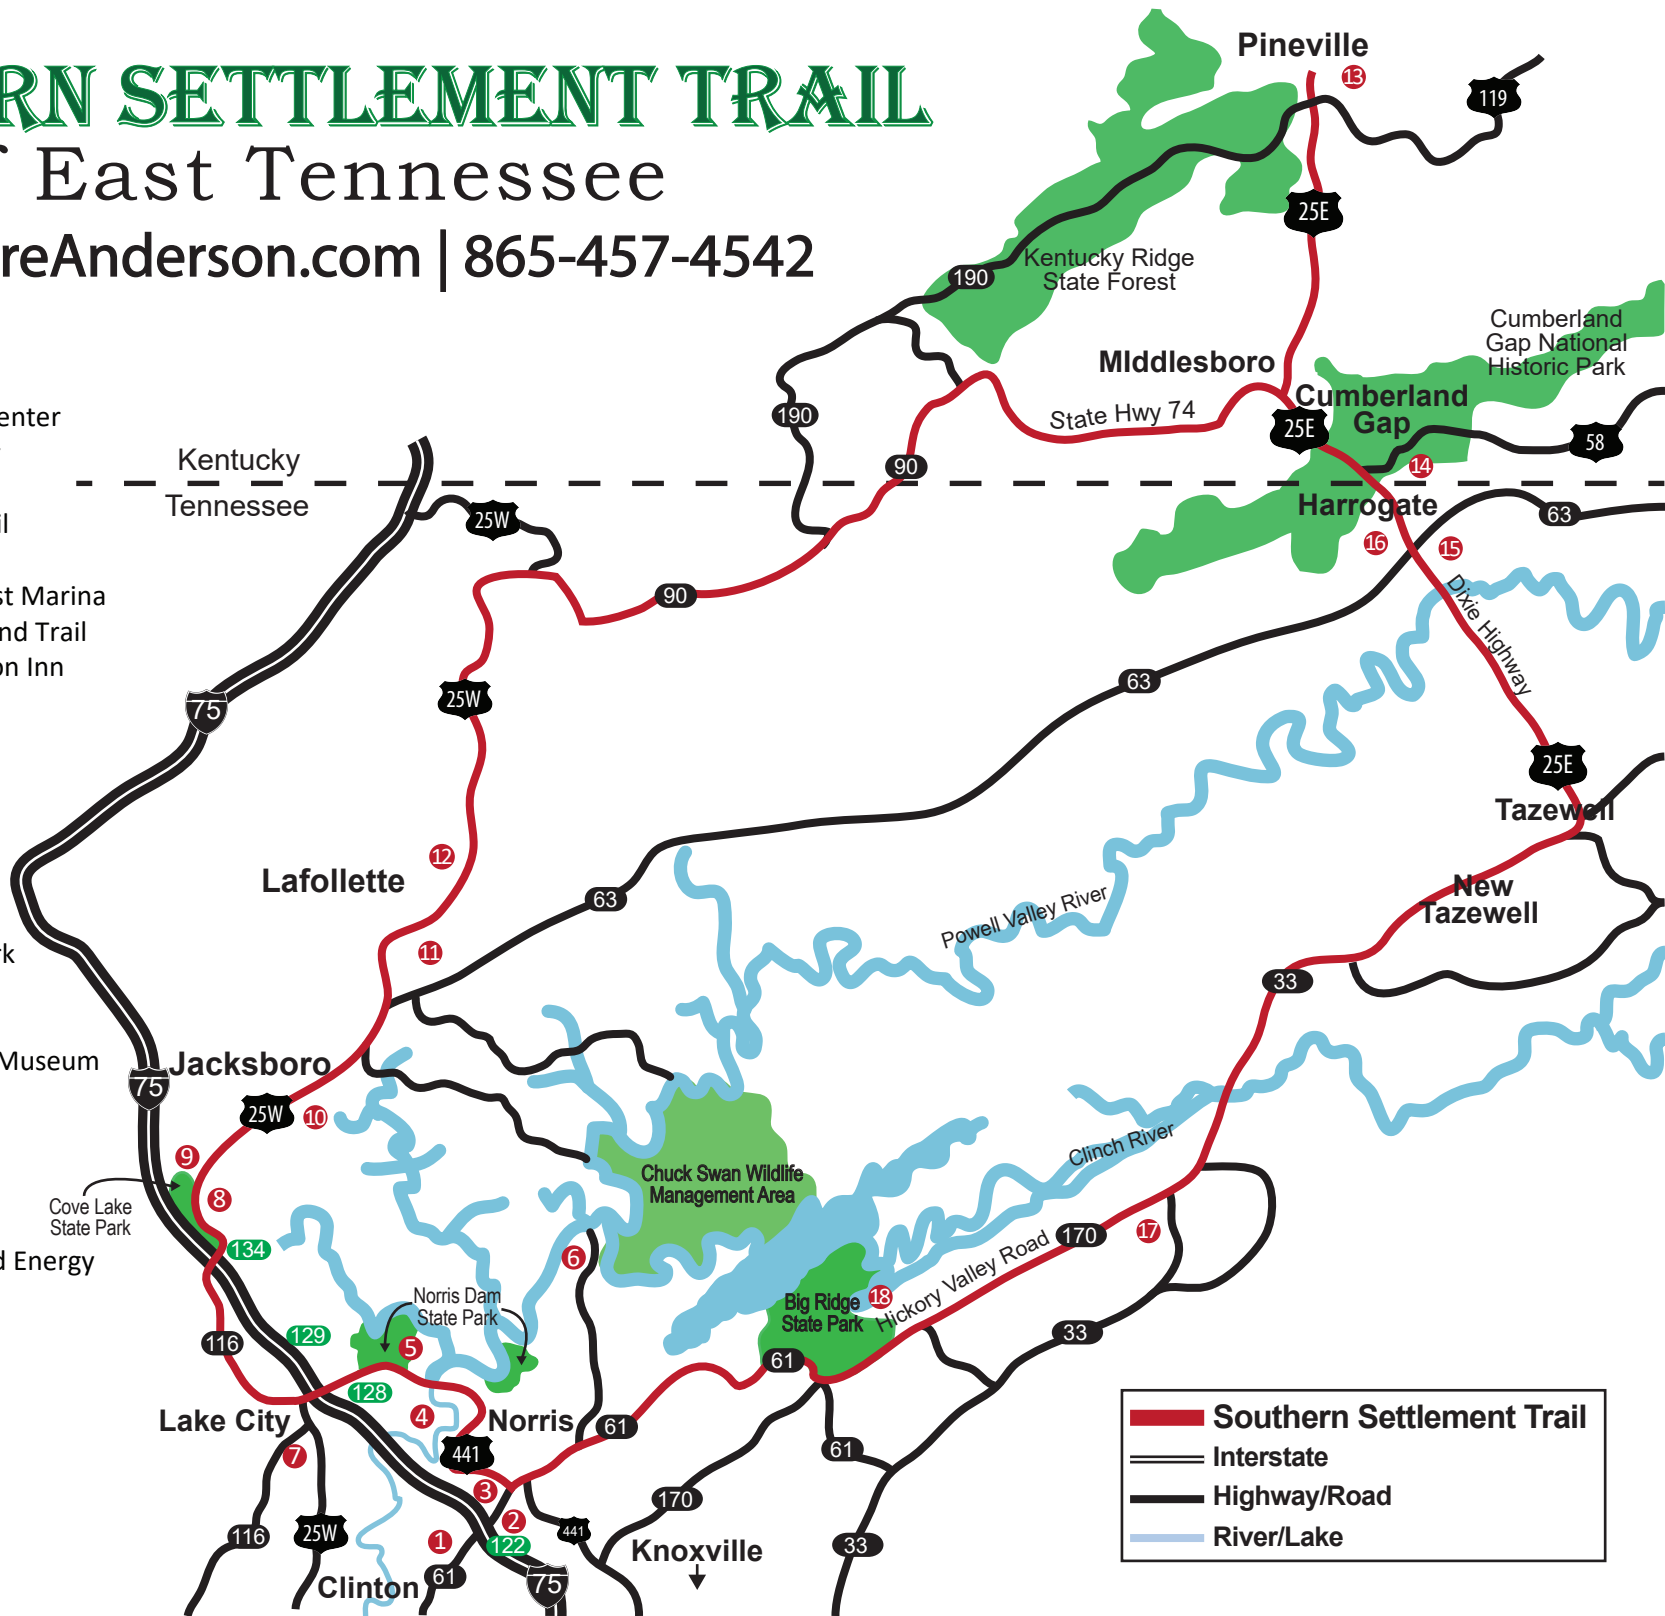 RN SETTLEMENT TRAIL
f East Tennessee
reAnderson.com | 865-457-4542
Pineville
13
119
25E
190
Kentucky Ridge
State Forest
Cumberland
Gap National
Historic Park
MIddlesboro
Cumberland
Gap
25E
190
State Hwy 74
58
enter
Kentucky
90
14
Tennessee
25W
Harrogate
63
il
16
15
st Marina
nd Trail
on Inn
90
Dixie Highway
63
75
25W
25E
Tazewell
12
Lafollette
63
New
Tazewell
Powell Valley River
rk
11
33
Museum
Jacksboro
75
25W
10
Clinch River
9
Chuck Swan Wildlife
Management Area
8
Cove Lake
State Park
134
170
17
d Energy
6
Hickory Valley Road
Norris Dam
State Park
18
Big Ridge
State Park
116
129
5
33
61
128
4
Lake City
Norris
61
7
441
61
3
170
116
25W
1
2
122
441
Knoxville
33
Clinton
61
75
Southern Settlement Trail
Interstate
Highway/Road
River/Lake